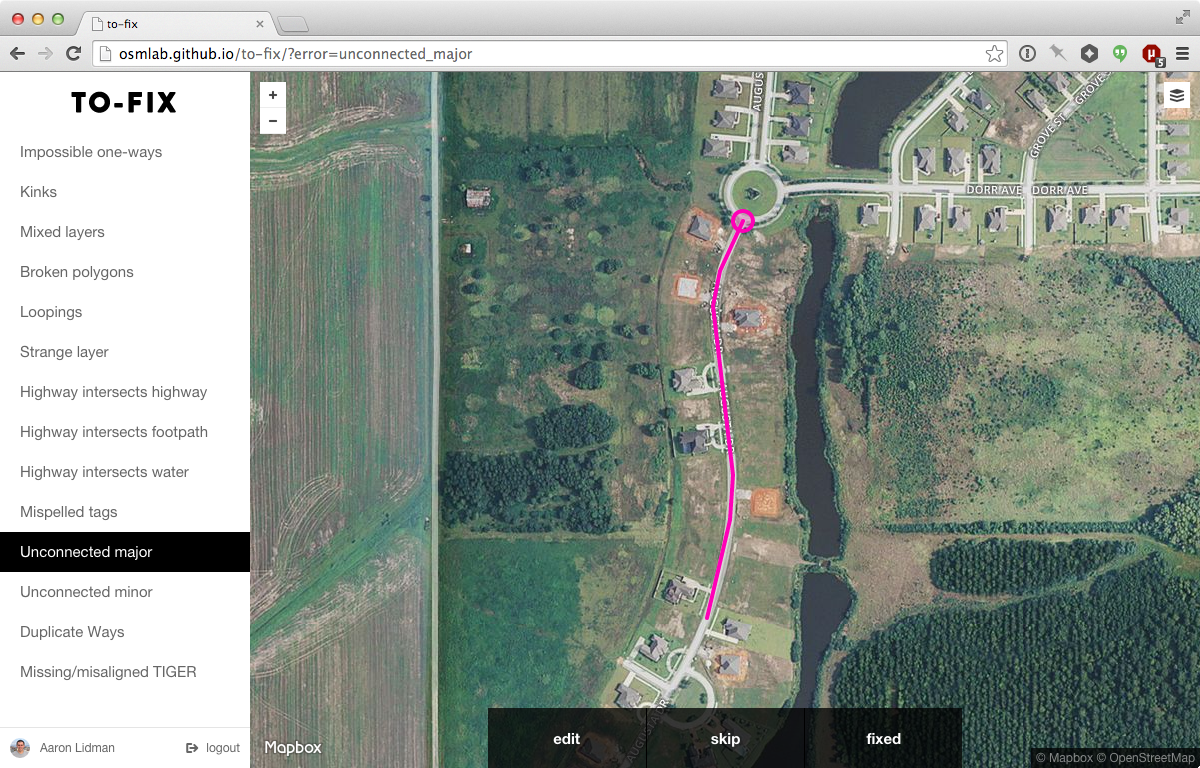 to-fix
osmlab.github.io/to-fix/?error=unconnected_major
5
TO-FIX
Impossible one-ways
Kinks
Mixed layers
Broken polygons
Loopings
Strange layer
Highway intersects highway
Highway intersects footpath
Highway intersects water
Mispelled tags
Unconnected major
Unconnected minor
Duplicate Ways
Missing/misaligned TIGER
Aaron Lidman
logout
+
−
GROVE ST
DORR AVE
DORR AVE
Mapbox
edit
skip
fixed
© Mapbox © OpenStreetMap